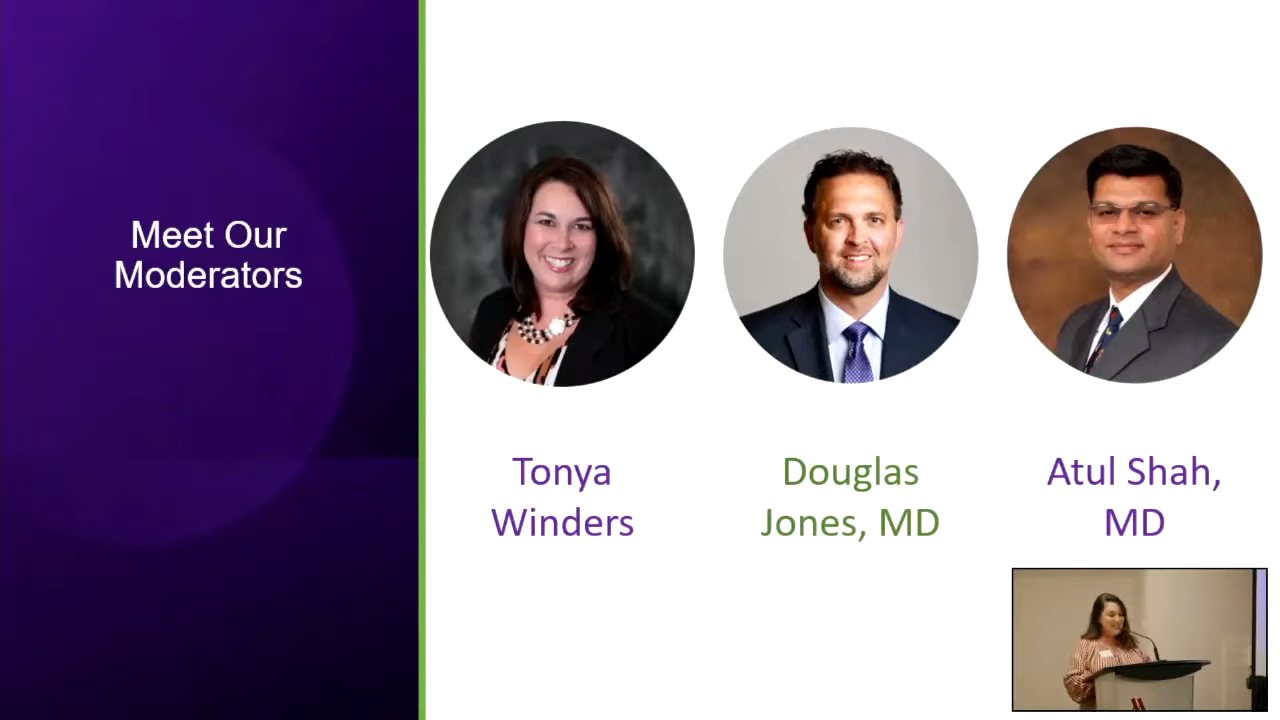 Meet Our
Moderators
Tonya
Winders
Douglas
Jones, MD
Atul Shah,
MD